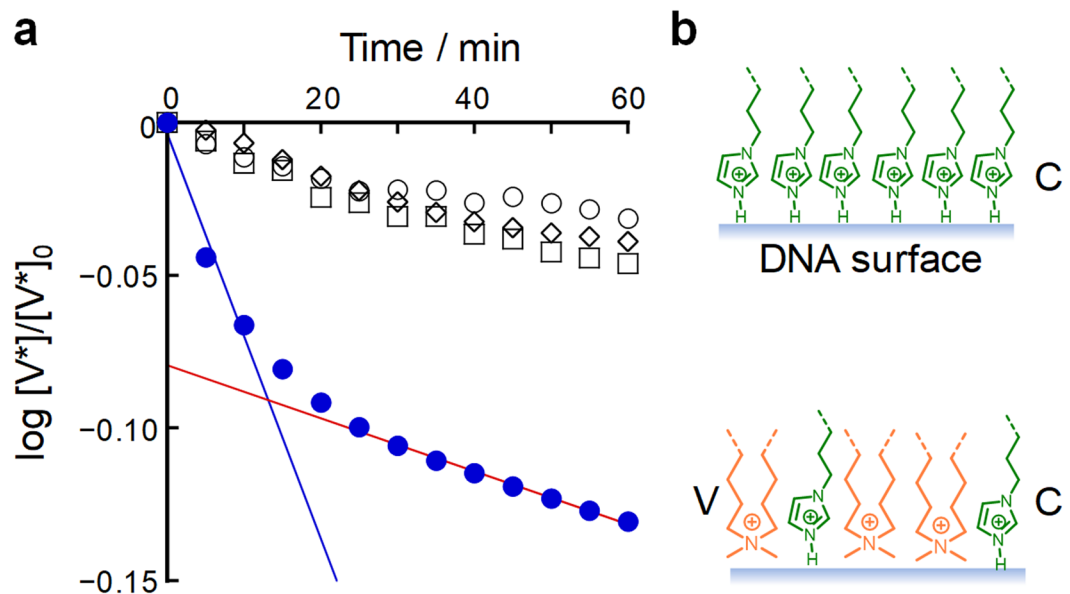 a
Time / min
0 20 40 60
0
−0.05
−0.10
−0.15
log [V*]/[V*]0
b
N N N N N N
⊕ ⊕ ⊕ ⊕ ⊕ ⊕
N N N N N N
H H H H H H
C
DNA surface
V
N N
⊕ ⊕ ⊕ ⊕ ⊕
N N N N N
H H
C